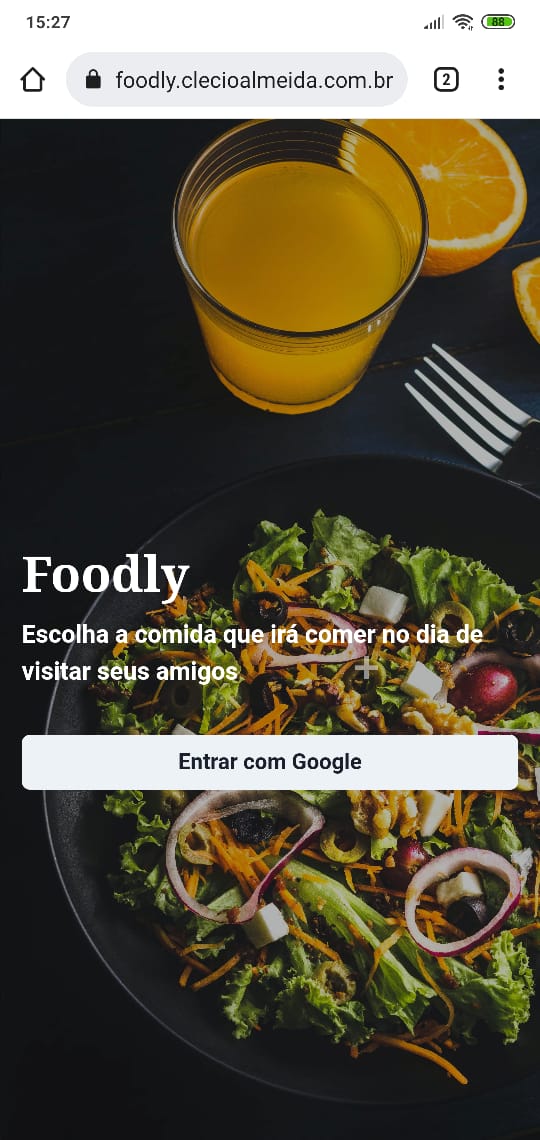 15:27
88
foodly.clecioalmeida.com.br
2
Foodly
Escolha a comida que irá comer no dia de
visitar seus amigos
Entrar com Google